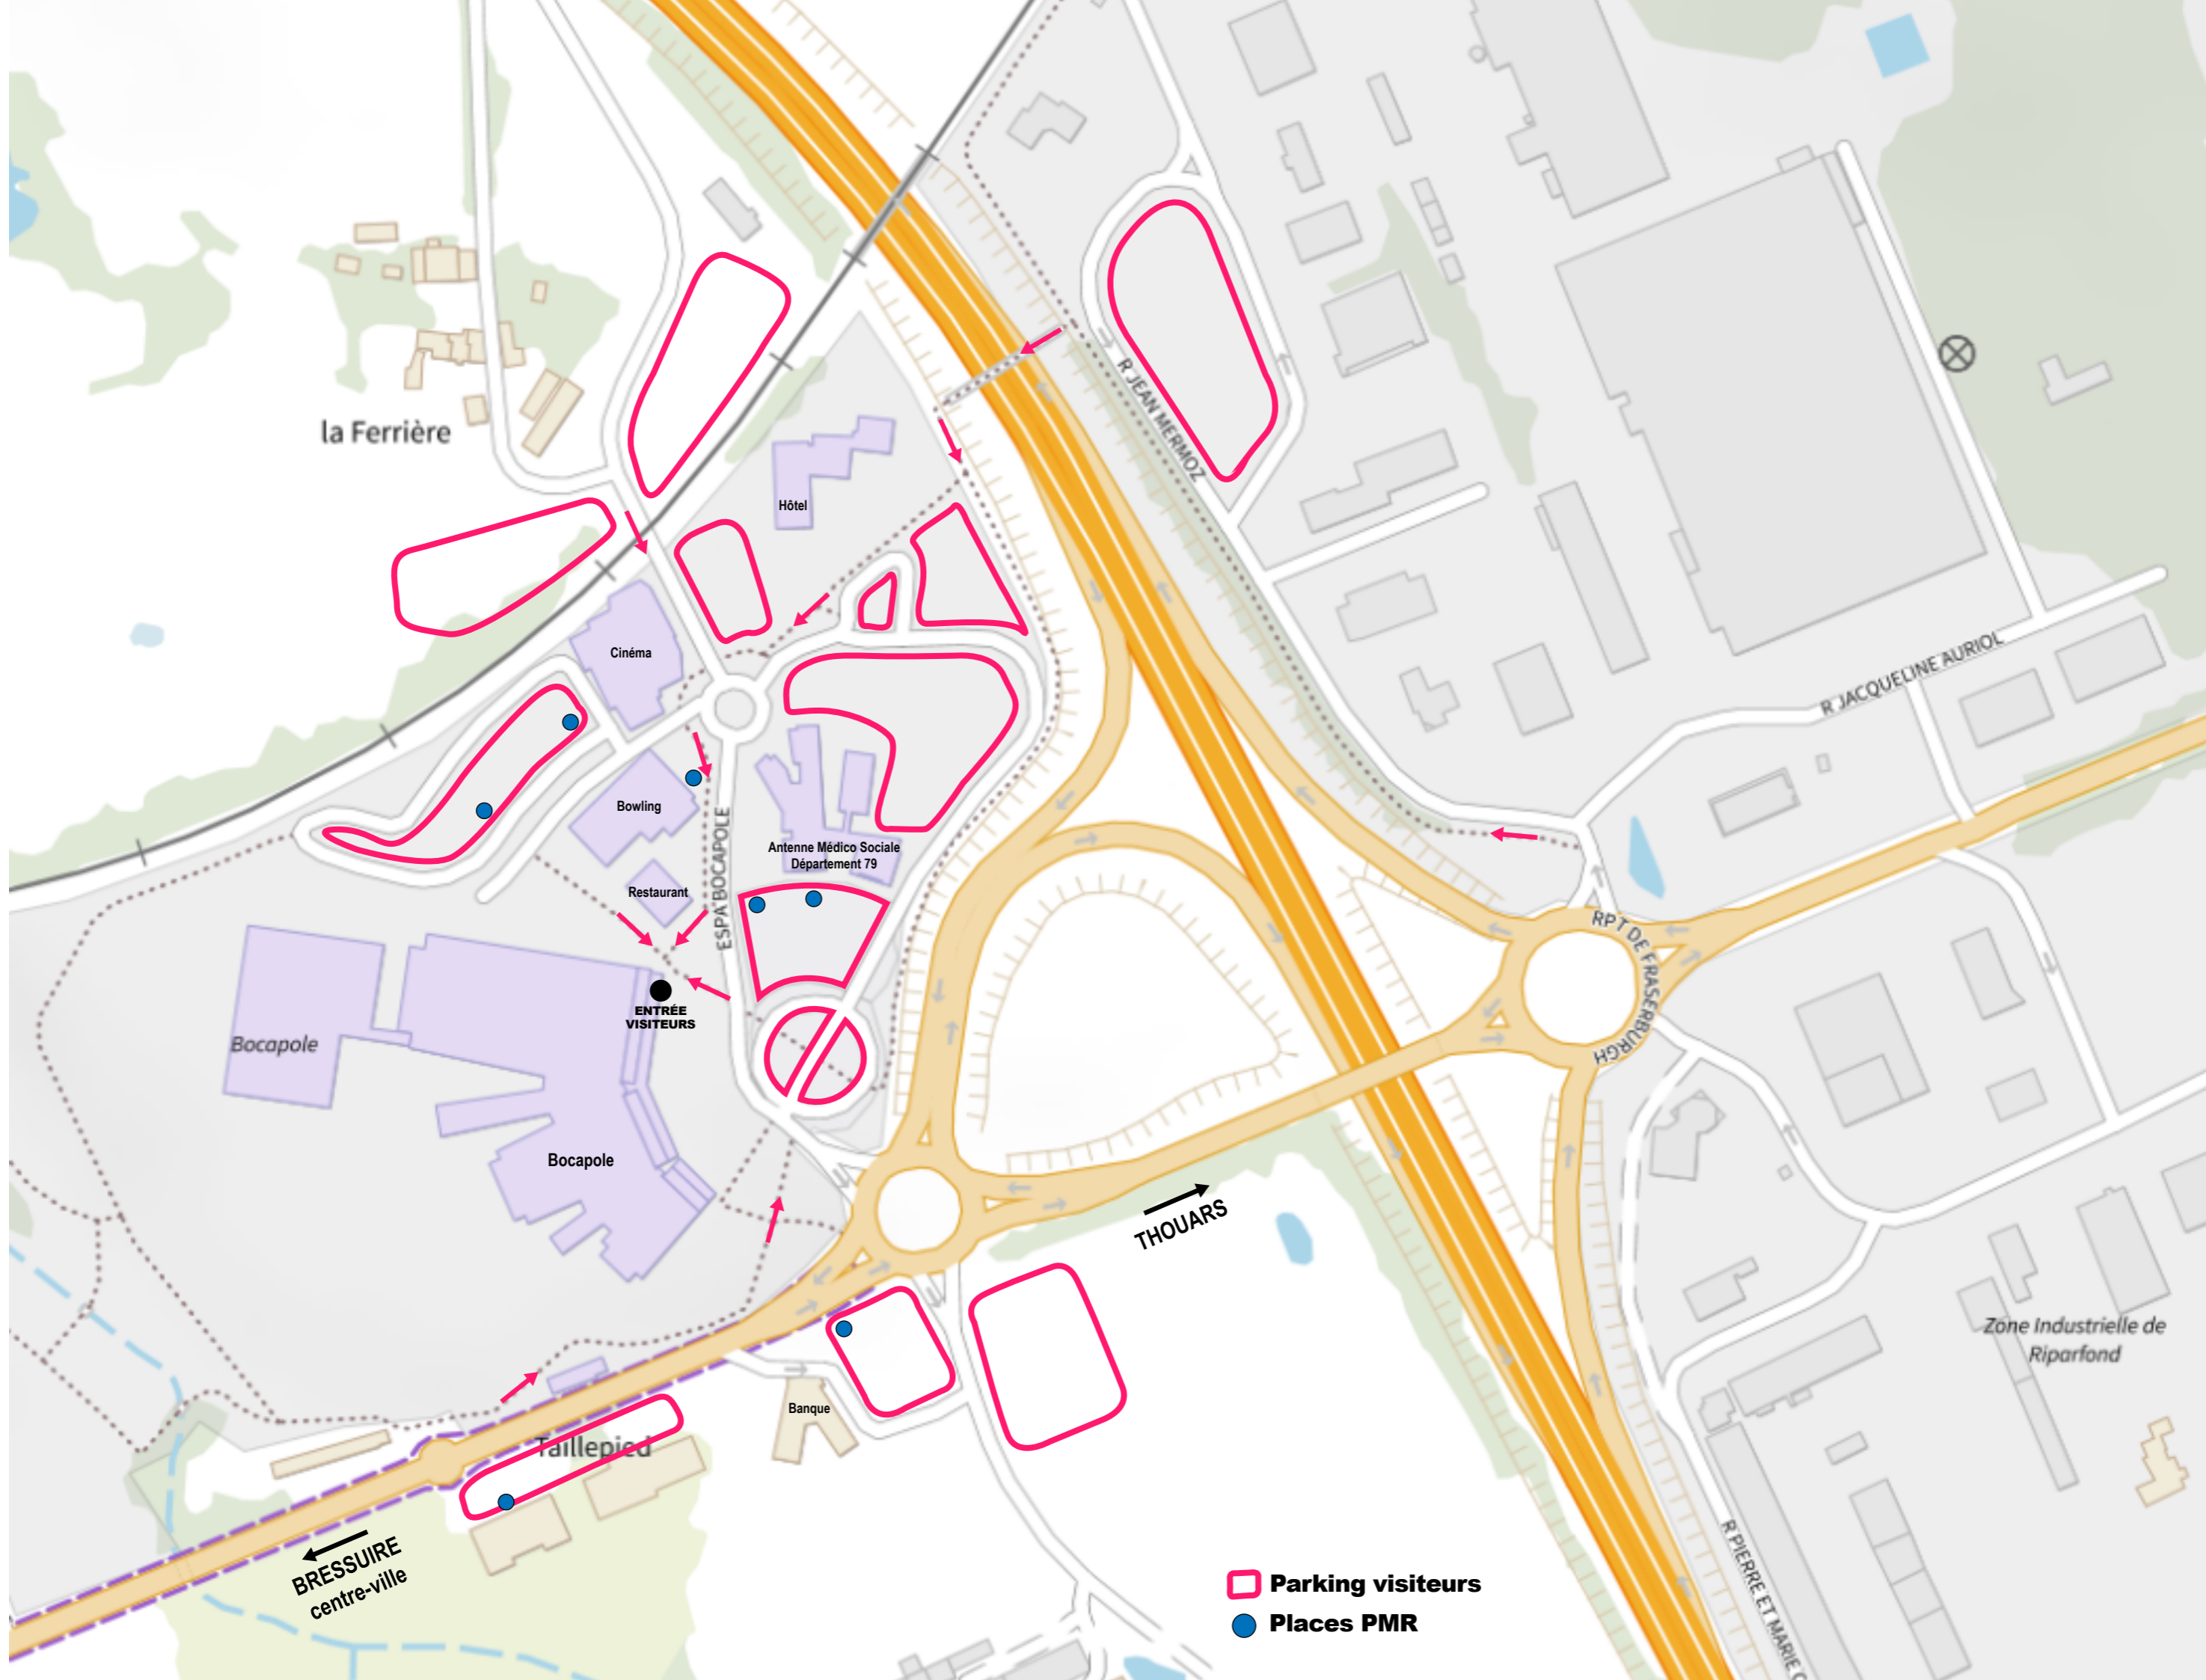 la Ferrière
Hôtel
R JEAN MERMOZ
Cinéma
R JACQUELINE AURIOL
Bowling
ESPA BOCAPOLE
Antenne Médico Sociale
Département 79
Restaurant
RPT DE FRASERBURGH
ENTRÉE
VISITEURS
Bocapole
Bocapole
THOUARS
Zone Industrielle de
Riparfond
Banque
Taillepied
BRESSUIRE
centre-ville
R PIERRE ET MARIE C
Parking visiteurs
Places PMR